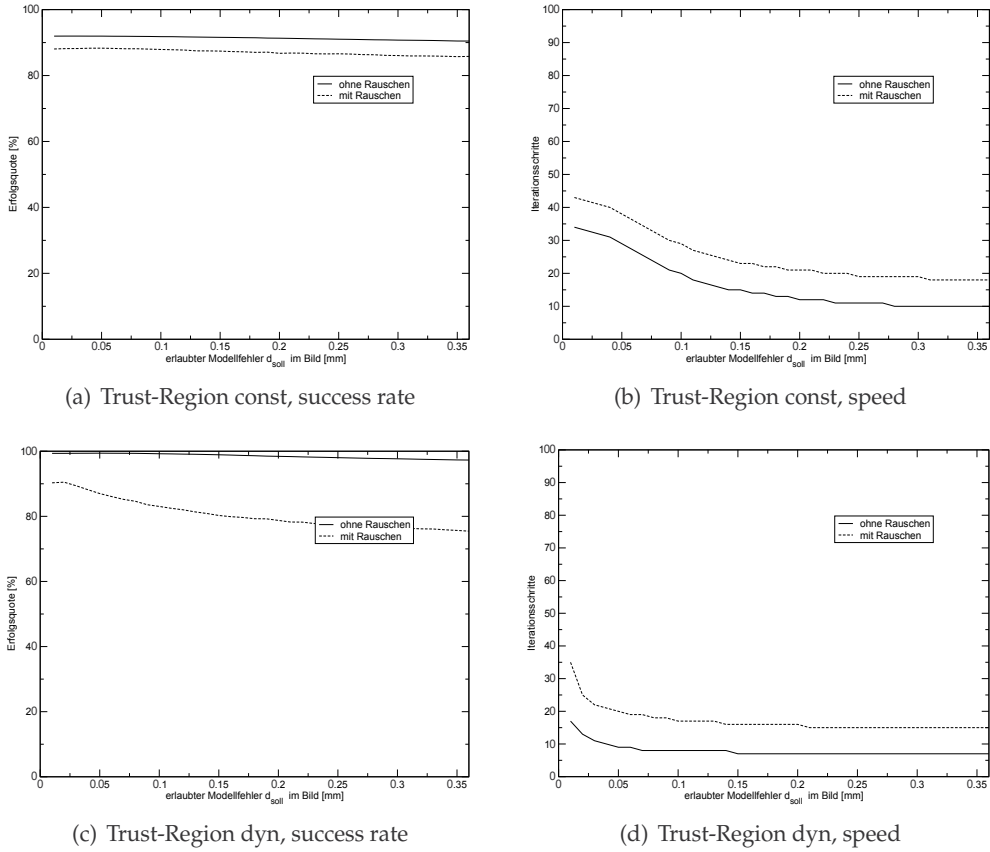 100
80
60
40
20
0
Erfolgsquote [%]
ohne Rauschen
mit Rauschen
0 0.05 0.1 0.15 0.2 0.25 0.3 0.35
erlaubter Modellfehler d_soll im Bild [mm]
(a) Trust-Region const, success rate
100
90
80
70
60
50
40
30
20
10
0
Iterationsschritte
ohne Rauschen
mit Rauschen
0 0.05 0.1 0.15 0.2 0.25 0.3 0.35
erlaubter Modellfehler d_soll im Bild [mm]
(b) Trust-Region const, speed
100
80
60
40
20
0
Erfolgsquote [%]
ohne Rauschen
mit Rauschen
0 0.05 0.1 0.15 0.2 0.25 0.3 0.35
erlaubter Modellfehler d_soll im Bild [mm]
(c) Trust-Region dyn, success rate
100
90
80
70
60
50
40
30
20
10
0
Iterationsschritte
ohne Rauschen
mit Rauschen
0 0.05 0.1 0.15 0.2 0.25 0.3 0.35
erlaubter Modellfehler d_soll im Bild [mm]
(d) Trust-Region dyn, speed